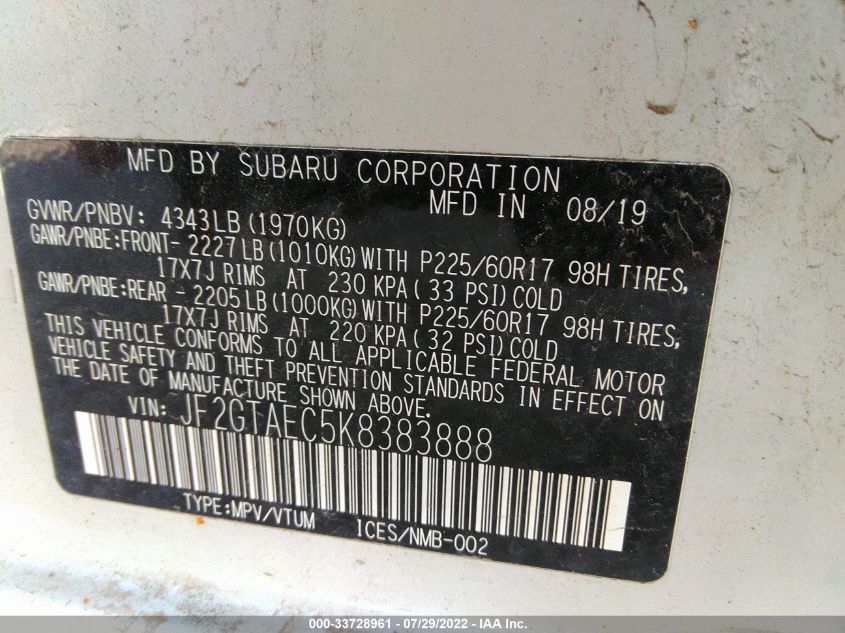 MFD BY SUBARU CORPORATION
MFD IN 08/19
GVWR/PNBV: 4343LB (1970KG)
GAWR/PNBE:FRONT- 2227LB (1010KG)WITH P225/60R17 98H TIRES,
17X7J RIMS AT 230 KPA( 33 PSI)COLD
GAWR/PNBE:REAR - 2205LB (1000KG)WITH P225/60R17 98H TIRES,
17X7J RIMS AT 220 KPA( 32 PSI)COLD
THIS VEHICLE CONFORMS TO ALL APPLICABLE FEDERAL MOTOR
VEHICLE SAFETY AND THEFT PREVENTION STANDARDS IN EFFECT ON
THE DATE OF MANUFACTURE SHOWN ABOVE.
VIN: JF2GTAEC5K8383888
TYPE:MPV/VTUM ICES/NMB-002
000-33728961 - 07/29/2022 - IAA Inc.